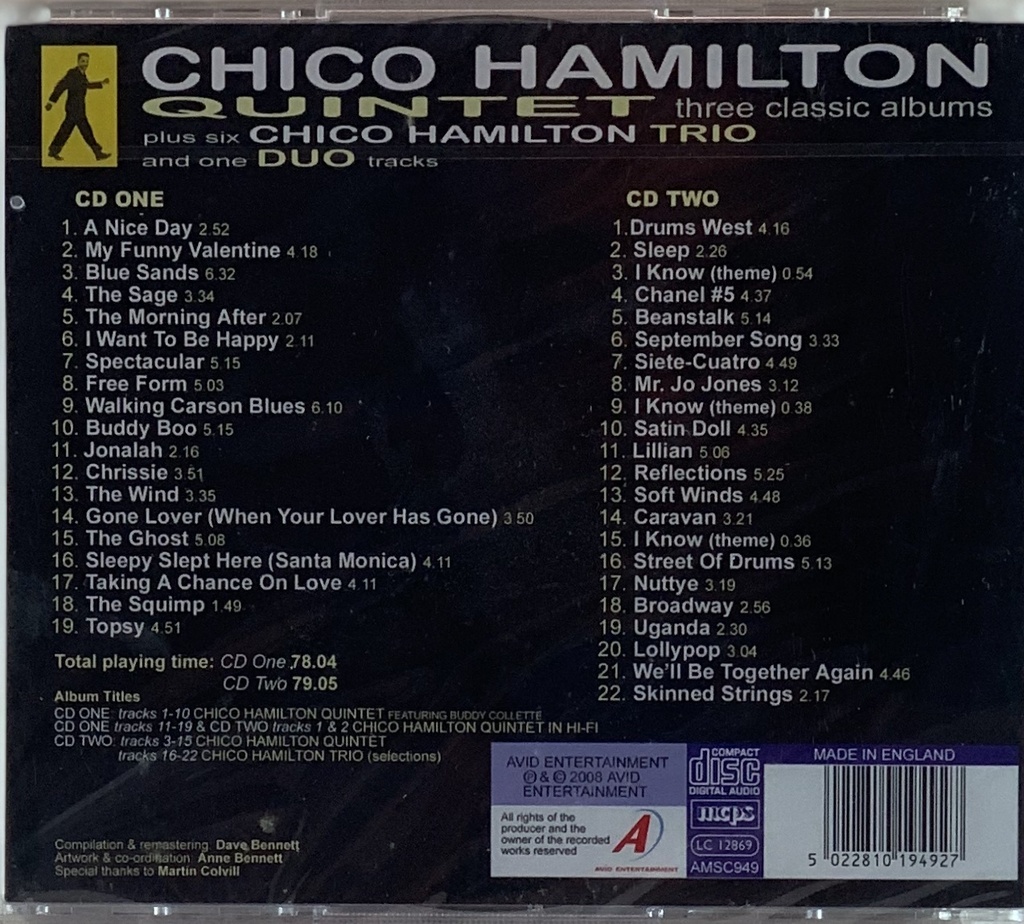 CHICO HAMILTON
QUINTET three classic albums
plus six CHICO HAMILTON TRIO
and one DUO tracks
CD ONE
1. A Nice Day 2.52
2. My Funny Valentine 4.18
3. Blue Sands 6.32
4. The Sage 3.34
5. The Morning After 2.07
6. I Want To Be Happy 2.11
7. Spectacular 5.15
8. Free Form 5.03
9. Walking Carson Blues 6.10
10. Buddy Boo 5.15
11. Jonalah 2.16
12. Chrissie 3.51
13. The Wind 3.35
14. Gone Lover (When Your Lover Has Gone) 3.50
15. The Ghost 5.08
16. Sleepy Slept Here (Santa Monica) 4.11
17. Taking A Chance On Love 4.11
18. The Squimp 1.49
19. Topsy 4.51
Total playing time: CD One 78.04
CD Two 79.05
CD TWO
1. Drums West 4.16
2. Sleep 2.26
3. I Know (theme) 0.54
4. Chanel #5 4.37
5. Beanstalk 5.14
6. September Song 3.33
7. Siete-Cuatro 4.49
8. Mr. Jo Jones 3.12
9. I Know (theme) 0.38
10. Satin Doll 4.35
11. Lillian 5.06
12. Reflections 5.25
13. Soft Winds 4.48
14. Caravan 3.21
15. I Know (theme) 0.36
16. Street Of Drums 5.13
17. Nuttye 3.19
18. Broadway 2.56
19. Uganda 2.30
20. Lollypop 3.04
21. We'll Be Together Again 4.46
22. Skinned Strings 2.17
Album Titles
CD ONE: tracks 1-10 CHICO HAMILTON QUINTET FEATURING BUDDY COLLETTE
CD ONE tracks 11-19 & CD TWO tracks 1 & 2 CHICO HAMILTON QUINTET IN HI-FI
CD TWO: tracks 3-15 CHICO HAMILTON QUINTET
tracks 16-22 CHICO HAMILTON TRIO (selections)
Compilation & remastering: Dave Bennett
Artwork & co-ordination: Anne Bennett
Special thanks to Martin Colvill
AVID ENTERTAINMENT
℗ & © 2008 AVID
ENTERTAINMENT
All rights of the
producer and the
owner of the recorded
works reserved
A
AVID ENTERTAINMENT
COMPACT
disc
DIGITAL AUDIO
mcps
LC 12869
AMSC949
MADE IN ENGLAND
5 022810 194927